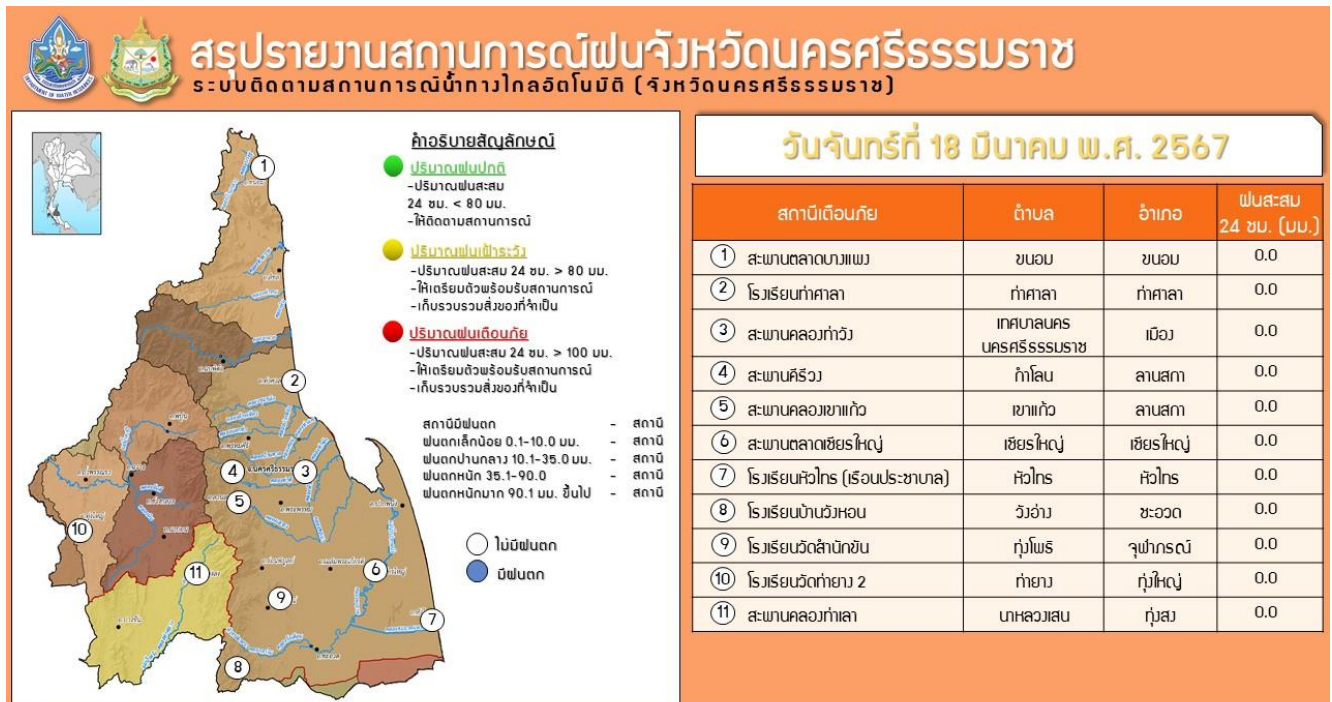 สรุปรายงานสถานการณ์ฝนจังหวัดนครศรีธรรมราช
ระบบติดตามสถานการณ์น้ำทางไกลอัตโนมัติ (จังหวัดนครศรีธรรมราช)
คำอธิบายสัญลักษณ์
ปริมาณฝนปกติ
-ปริมาณฝนสะสม
24 ชม. < 80 มม.
-ให้ติดตามสถานการณ์
ปริมาณฝนเฝ้าระวัง
-ปริมาณฝนสะสม 24 ชม. > 80 มม.
-ให้เตรียมตัวพร้อมรับสถานการณ์
-เก็บรวบรวมสิ่งของที่จำเป็น
ปริมาณฝนเตือนภัย
-ปริมาณฝนสะสม 24 ชม. > 100 มม.
-ให้เตรียมตัวพร้อมรับสถานการณ์
-เก็บรวบรวมสิ่งของที่จำเป็น
สถานีมีฝนตก - สถานี
ฝนตกเล็กน้อย 0.1-10.0 มม. - สถานี
ฝนตกปานกลาง 10.1-35.0 มม. - สถานี
ฝนตกหนัก 35.1-90.0 - สถานี
ฝนตกหนักมาก 90.1 มม. ขึ้นไป - สถานี
ไม่มีฝนตก
มีฝนตก
1
2
3
4
5
6
7
8
9
10
11
วันจันทร์ที่ 18 มีนาคม พ.ศ. 2567
สถานีเตือนภัย ตำบล อำเภอ ฝนสะสม
24 ชม. (มม.)
1 สะพานตลาดบางแพง ขนอม ขนอม 0.0
2 โรงเรียนท่าศาลา ท่าศาลา ท่าศาลา 0.0
3 สะพานคลองท่าวัง เทศบาลนคร
นครศรีธรรมราช เมือง 0.0
4 สะพานคีรีวง กำโลน ลานสกา 0.0
5 สะพานคลองเขาแก้ว เขาแก้ว ลานสกา 0.0
6 สะพานตลาดเชียรใหญ่ เชียรใหญ่ เชียรใหญ่ 0.0
7 โรงเรียนหัวไทร (เรือนประชาบาล) หัวไทร หัวไทร 0.0
8 โรงเรียนบ้านวังหอน วังอ่าง ชะอวด 0.0
9 โรงเรียนวัดสำนักขัน ทุ่งโพธิ จุฬาภรณ์ 0.0
10 โรงเรียนวัดท่ายาง 2 ท่ายาง ทุ่งใหญ่ 0.0
11 สะพานคลองท่าเลา นาหลวงเสน ทุ่งสง 0.0